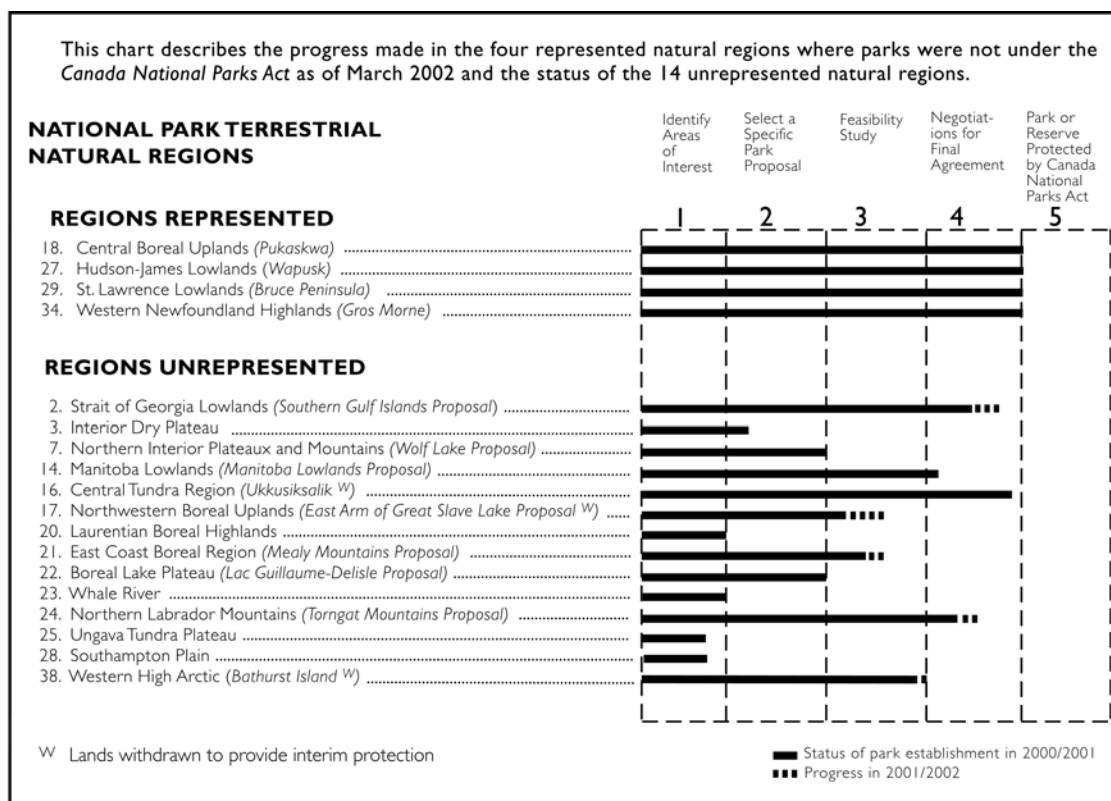 This chart describes the progress made in the four represented natural regions where parks were not under the
Canada National Parks Act as of March 2002 and the status of the 14 unrepresented natural regions.
NATIONAL PARK TERRESTRIAL
NATURAL REGIONS
Identify
Areas
of
Interest
Select a
Specific
Park
Proposal
Feasibility
Study
Negotiat-
ions for
Final
Agreement
Park or
Reserve
Protected
by Canada
National
Parks Act
REGIONS REPRESENTED
1 2 3 4 5
18. Central Boreal Uplands (Pukaskwa)
27. Hudson-James Lowlands (Wapusk)
29. St. Lawrence Lowlands (Bruce Peninsula)
34. Western Newfoundland Highlands (Gros Morne)
REGIONS UNREPRESENTED
2. Strait of Georgia Lowlands (Southern Gulf Islands Proposal)
3. Interior Dry Plateau
7. Northern Interior Plateaux and Mountains (Wolf Lake Proposal)
14. Manitoba Lowlands (Manitoba Lowlands Proposal)
16. Central Tundra Region (Ukkusiksalik W)
17. Northwestern Boreal Uplands (East Arm of Great Slave Lake Proposal W)
20. Laurentian Boreal Highlands
21. East Coast Boreal Region (Mealy Mountains Proposal)
22. Boreal Lake Plateau (Lac Guillaume-Delisle Proposal)
23. Whale River
24. Northern Labrador Mountains (Torngat Mountains Proposal)
25. Ungava Tundra Plateau
28. Southampton Plain
38. Western High Arctic (Bathurst Island W)
W Lands withdrawn to provide interim protection
Status of park establishment in 2000/2001
Progress in 2001/2002